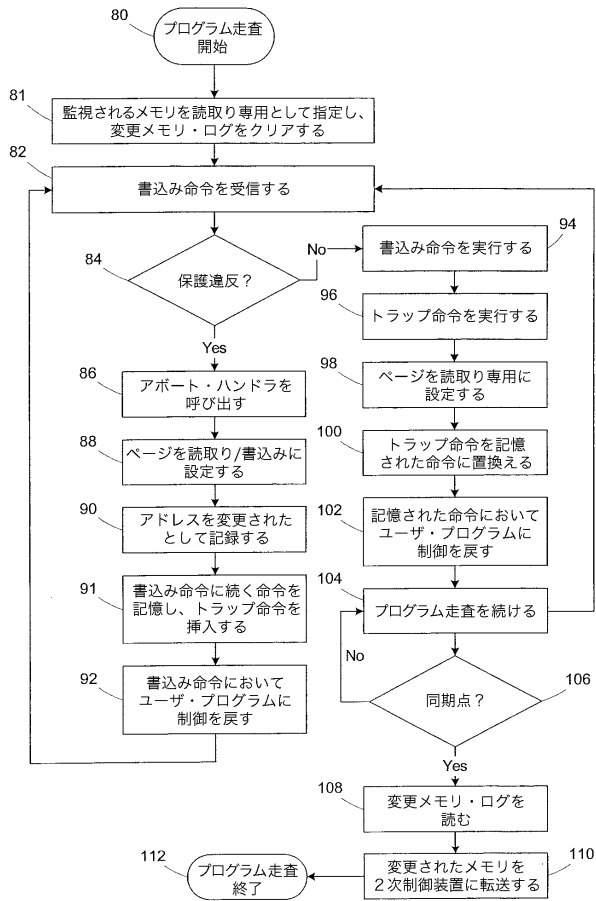 80
プログラム走査
開始
81
監視されるメモリを読取り専用として指定し、
変更メモリ・ログをクリアする
82
書込み命令を受信する
84
保護違反？
No
Yes
86
アボート・ハンドラを
呼び出す
88
ページを読取り/書込みに
設定する
90
アドレスを変更された
として記録する
91
書込み命令に続く命令を
記憶し、トラップ命令を
挿入する
92
書込み命令において
ユーザ・プログラムに
制御を戻す
94
書込み命令を実行する
96
トラップ命令を実行する
98
ページを読取り専用に
設定する
100
トラップ命令を記憶
された命令に置換える
102
記憶された命令において
ユーザ・プログラムに
制御を戻す
104
プログラム走査を続ける
No
106
同期点？
Yes
108
変更メモリ・ログを
読む
110
変更されたメモリを
２次制御装置に転送する
112
プログラム走査
終了